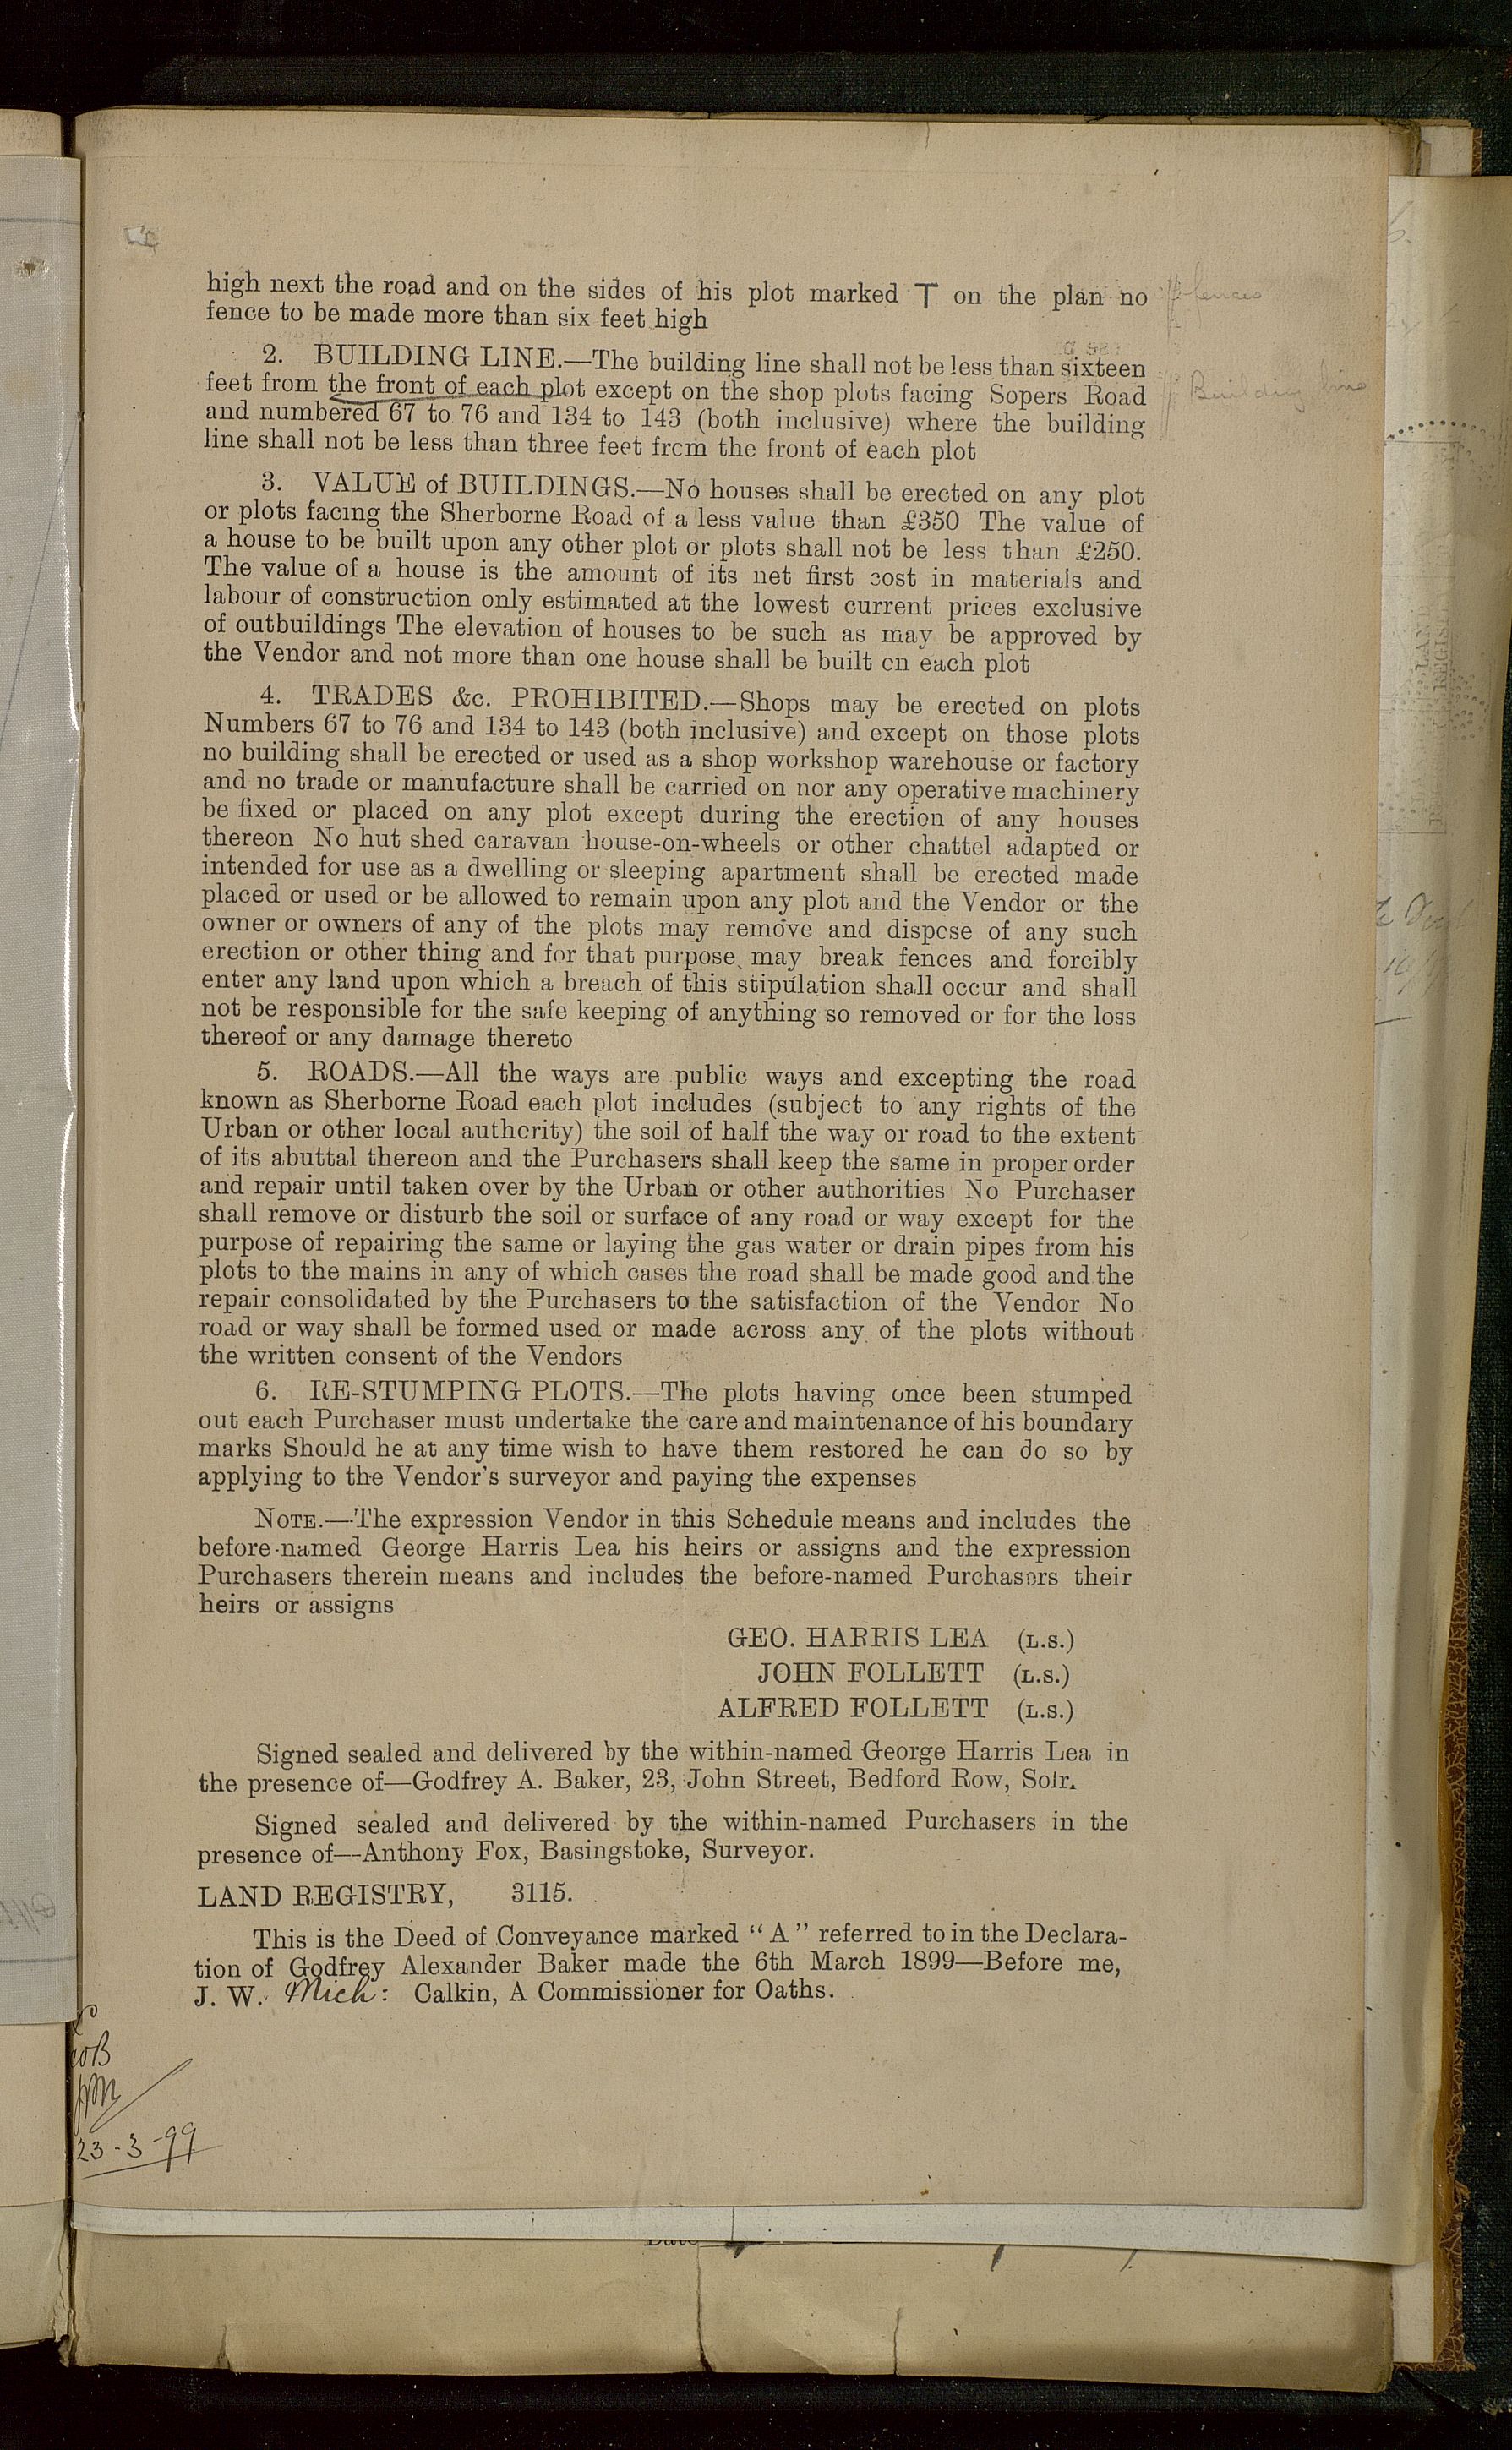 high next the road and on the sides of his plot marked T on the plan no
fence to be made more than six feet high
fences
2. BUILDING LINE.—The building line shall not be less than sixteen
feet from the front of each plot except on the shop plots facing Sopers Road
Building line
and numbered 67 to 76 and 134 to 143 (both inclusive) where the building
line shall not be less than three feet from the front of each plot
3. VALUE of BUILDINGS.—No houses shall be erected on any plot
or plots facing the Sherborne Road of a less value than £350 The value of
a house to be built upon any other plot or plots shall not be less than £250.
The value of a house is the amount of its net first cost in materials and
labour of construction only estimated at the lowest current prices exclusive
of outbuildings The elevation of houses to be such as may be approved by
the Vendor and not more than one house shall be built on each plot
4. TRADES &c. PROHIBITED.—Shops may be erected on plots
Numbers 67 to 76 and 134 to 143 (both inclusive) and except on those plots
no building shall be erected or used as a shop workshop warehouse or factory
and no trade or manufacture shall be carried on nor any operative machinery
be fixed or placed on any plot except during the erection of any houses
thereon No hut shed caravan house-on-wheels or other chattel adapted or
intended for use as a dwelling or sleeping apartment shall be erected made
placed or used or be allowed to remain upon any plot and the Vendor or the
owner or owners of any of the plots may remove and dispose of any such
erection or other thing and for that purpose may break fences and forcibly
enter any land upon which a breach of this stipulation shall occur and shall
not be responsible for the safe keeping of anything so removed or for the loss
thereof or any damage thereto
5. ROADS.—All the ways are public ways and excepting the road
known as Sherborne Road each plot includes (subject to any rights of the
Urban or other local authority) the soil of half the way or road to the extent
of its abuttal thereon and the Purchasers shall keep the same in proper order
and repair until taken over by the Urban or other authorities No Purchaser
shall remove or disturb the soil or surface of any road or way except for the
purpose of repairing the same or laying the gas water or drain pipes from his
plots to the mains in any of which cases the road shall be made good and the
repair consolidated by the Purchasers to the satisfaction of the Vendor No
road or way shall be formed used or made across any of the plots without
the written consent of the Vendors
6. RE-STUMPING PLOTS.—The plots having once been stumped
out each Purchaser must undertake the care and maintenance of his boundary
marks Should he at any time wish to have them restored he can do so by
applying to the Vendor's surveyor and paying the expenses
NOTE.—The expression Vendor in this Schedule means and includes the
before-named George Harris Lea his heirs or assigns and the expression
Purchasers therein means and includes the before-named Purchasers their
heirs or assigns
GEO. HARRIS LEA (L.S.)
JOHN FOLLETT (L.S.)
ALFRED FOLLETT (L.S.)
Signed sealed and delivered by the within-named George Harris Lea in
the presence of—Godfrey A. Baker, 23, John Street, Bedford Row, Solr.
Signed sealed and delivered by the within-named Purchasers in the
presence of—Anthony Fox, Basingstoke, Surveyor.
LAND REGISTRY, 3115.
This is the Deed of Conveyance marked "A" referred to in the Declara-
tion of Godfrey Alexander Baker made the 6th March 1899—Before me,
J. W. Mich: Calkin, A Commissioner for Oaths.
23-3-99